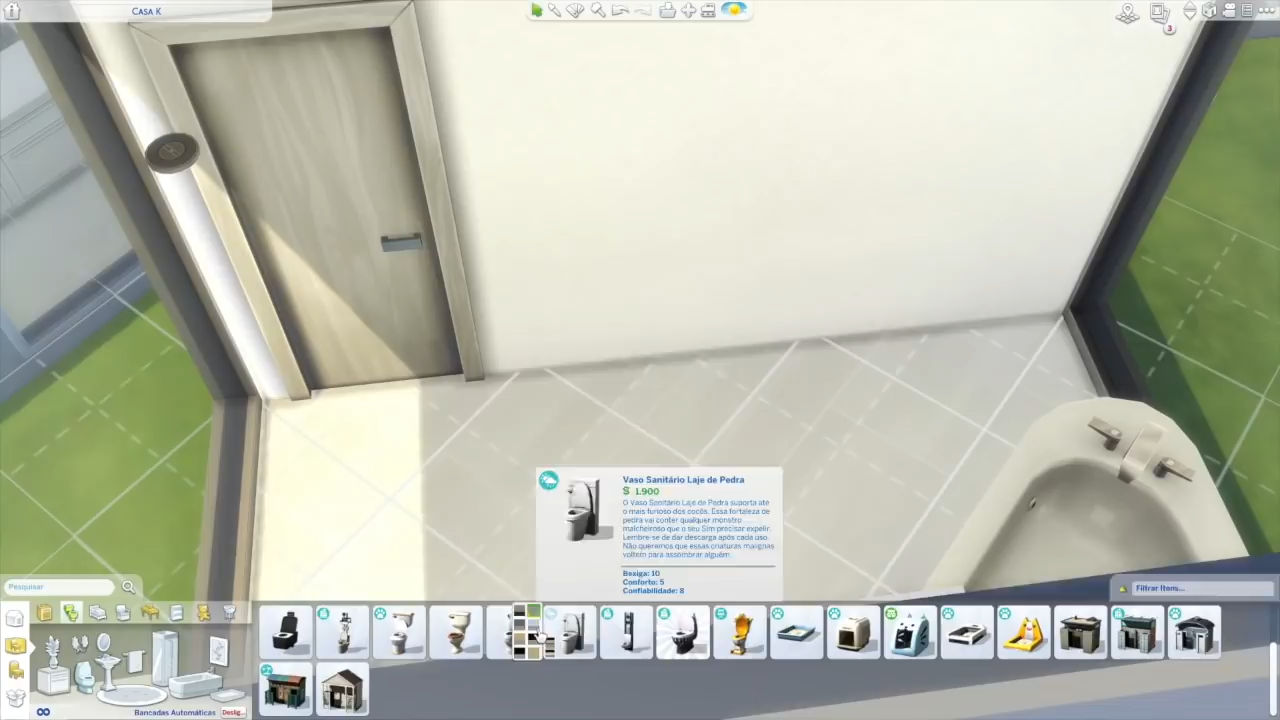 CASA K
3
Vaso Sanitário Laje de Pedra
$ 1.900
O Vaso Sanitário Laje de Pedra suporta até
o mais furioso dos cocôs. Essa fortaleza de
pedra vai conter qualquer monstro
malcheiroso que o seu Sim precisar expelir.
Lembre-se de dar descarga após cada uso.
Não queremos que essas criaturas malignas
voltem para assombrar alguém.
Bexiga: 10
Conforto: 5
Confiabilidade: 8
Pesquisar
Filtrar Itens...
Bancadas Automáticas Deslig...